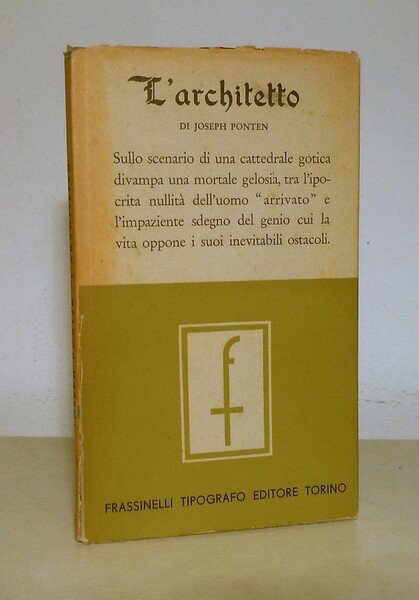 L'architetto
DI JOSEPH PONTEN
Sullo scenario di una cattedrale gotica
divampa una mortale gelosia, tra l'ipo-
crita nullità dell'uomo “arrivato” e
l'impaziente sdegno del genio cui la
vita oppone i suoi inevitabili ostacoli.
f
FRASSINELLI TIPOGRAFO EDITORE TORINO